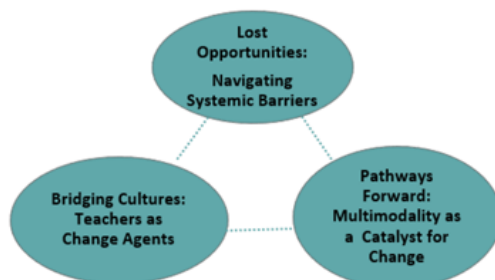 Lost
Opportunities:
Navigating
Systemic Barriers
Bridging Cultures:
Teachers as
Change Agents
Pathways
Forward:
Multimodality as
a Catalyst for
Change